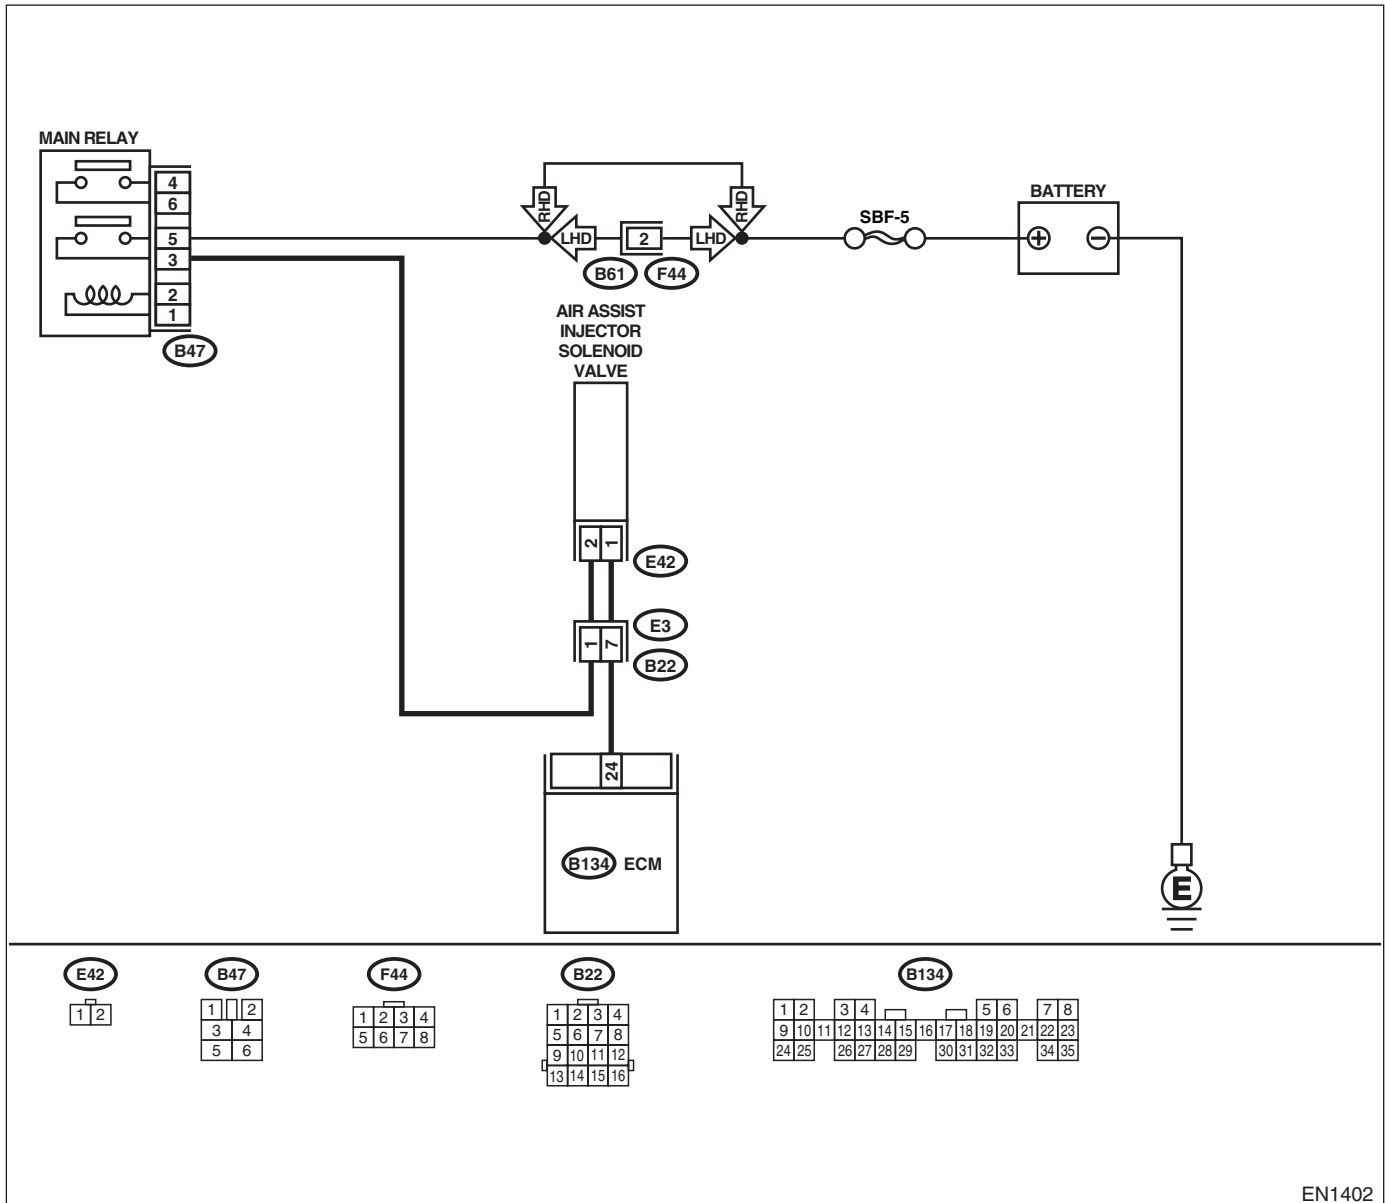 MAIN RELAY
4
6
5
3
2
1
B47
RHD
RHD
LHD
2
LHD
B61
F44
SBF-5
BATTERY
+
−
AIR ASSIST
INJECTOR
SOLENOID
VALVE
2 1
E42
E3
1 7
B22
24
B134 ECM
E
E42
1 2
B47
1 2
3 4
5 6
F44
1 2 3 4
5 6 7 8
B22
1 2 3 4
5 6 7 8
9 10 11 12
13 14 15 16
B134
1 2 3 4 5 6 7 8
9 10 11 12 13 14 15 16 17 18 19 20 21 22 23
24 25 26 27 28 29 30 31 32 33 34 35
EN1402